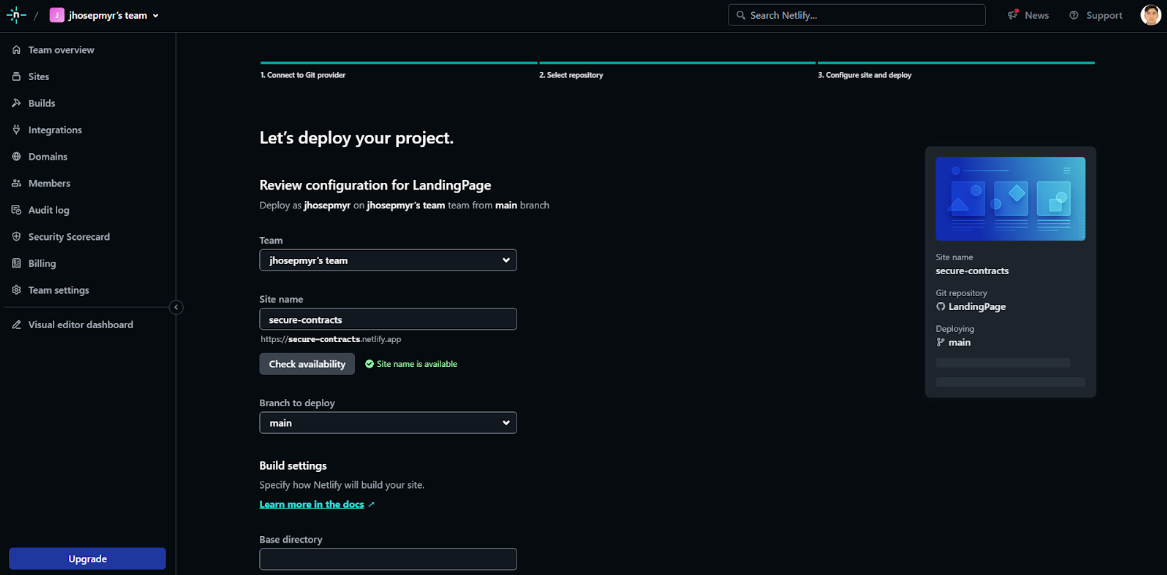 / J jhosepmyr's team
Search Netlify...
News
Support
Team overview
Sites
Builds
Integrations
Domains
Members
Audit log
Security Scorecard
Billing
Team settings
Visual editor dashboard
Upgrade
1. Connect to Git provider
2. Select repository
3. Configure site and deploy
Let's deploy your project.
Review configuration for LandingPage
Deploy as jhosepmyr on jhosepmyr's team team from main branch
Team
jhosepmyr's team
Site name
secure-contracts
https://secure-contracts.netlify.app
Check availability
Site name is available
Branch to deploy
main
Build settings
Specify how Netlify will build your site.
Learn more in the docs ↗
Base directory
Site name
secure-contracts
Git repository
LandingPage
Deploying
main